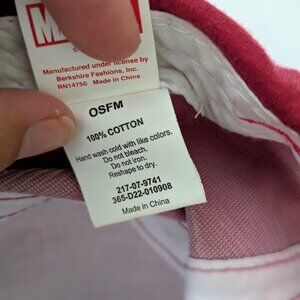 Manufactured under license by
Berkshire Fashions, Inc.
RN14750 Made in China
OSFM
100% COTTON
Hand wash cold with like colors.
Do not bleach.
Do not iron.
Reshape to dry.
217-07-9741
365-D22-010908
Made in China